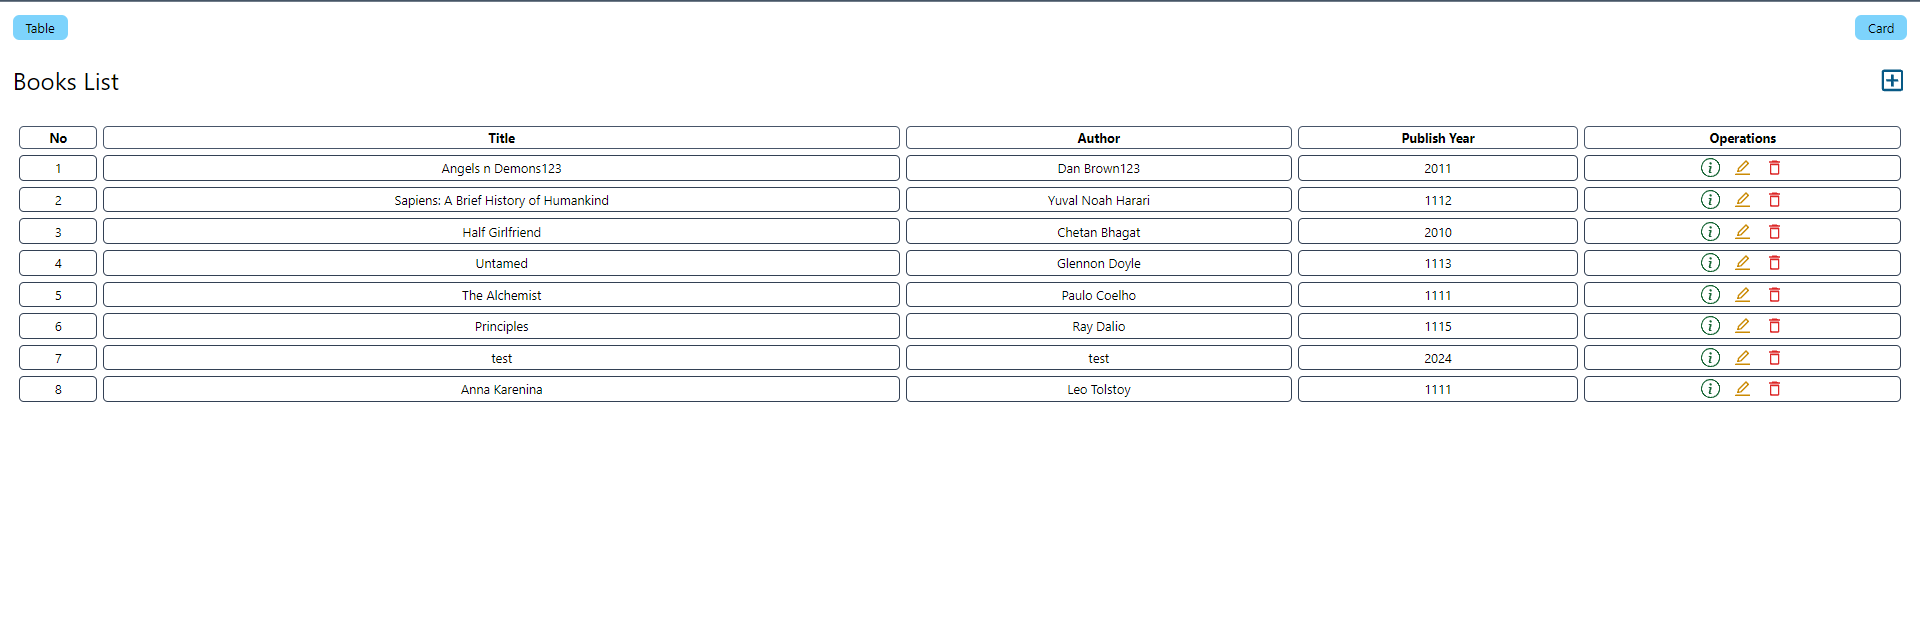 Table Card
Books List
No Title Author Publish Year Operations
1 Angels n Demons123 Dan Brown123 2011
2 Sapiens: A Brief History of Humankind Yuval Noah Harari 1112
3 Half Girlfriend Chetan Bhagat 2010
4 Untamed Glennon Doyle 1113
5 The Alchemist Paulo Coelho 1111
6 Principles Ray Dalio 1115
7 test test 2024
8 Anna Karenina Leo Tolstoy 1111